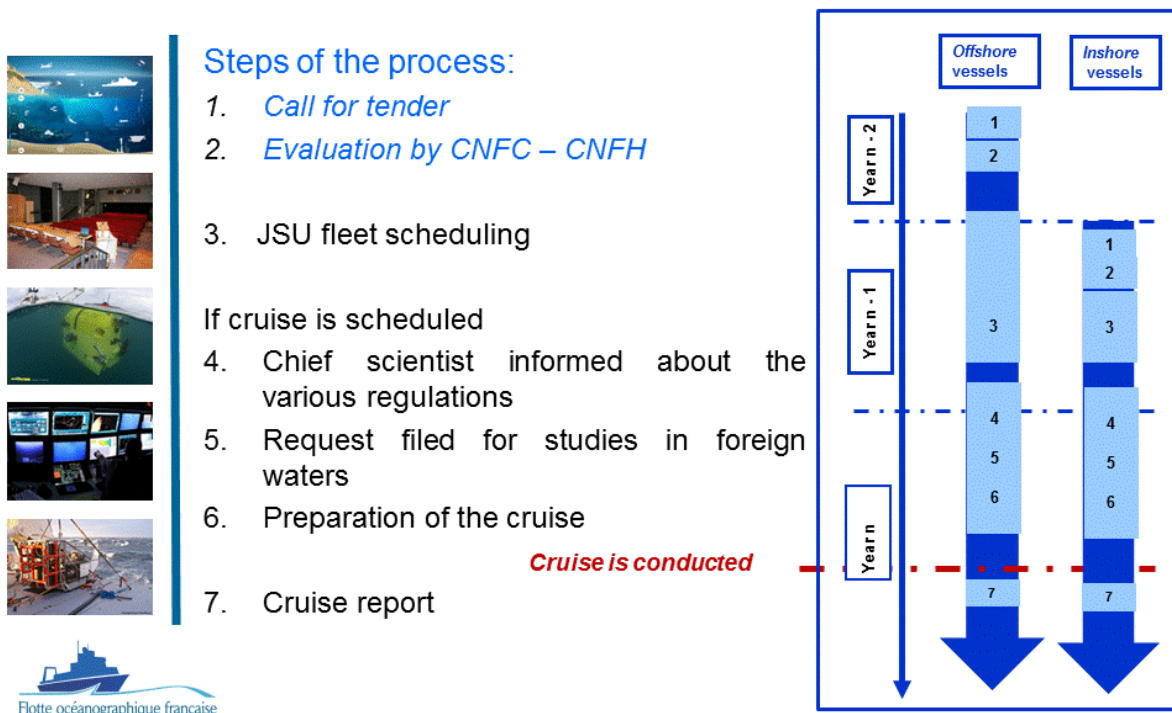 Steps of the process:
1. Call for tender
2. Evaluation by CNFC – CNFH
3. JSU fleet scheduling
If cruise is scheduled
4. Chief scientist informed about the
various regulations
5. Request filed for studies in foreign
waters
6. Preparation of the cruise
Cruise is conducted
7. Cruise report
Flotte océanographique française
Offshore
vessels
Inshore
vessels
Year n - 2
Year n - 1
Year n
1
2
3
4
5
6
7
1
2
3
4
5
6
7